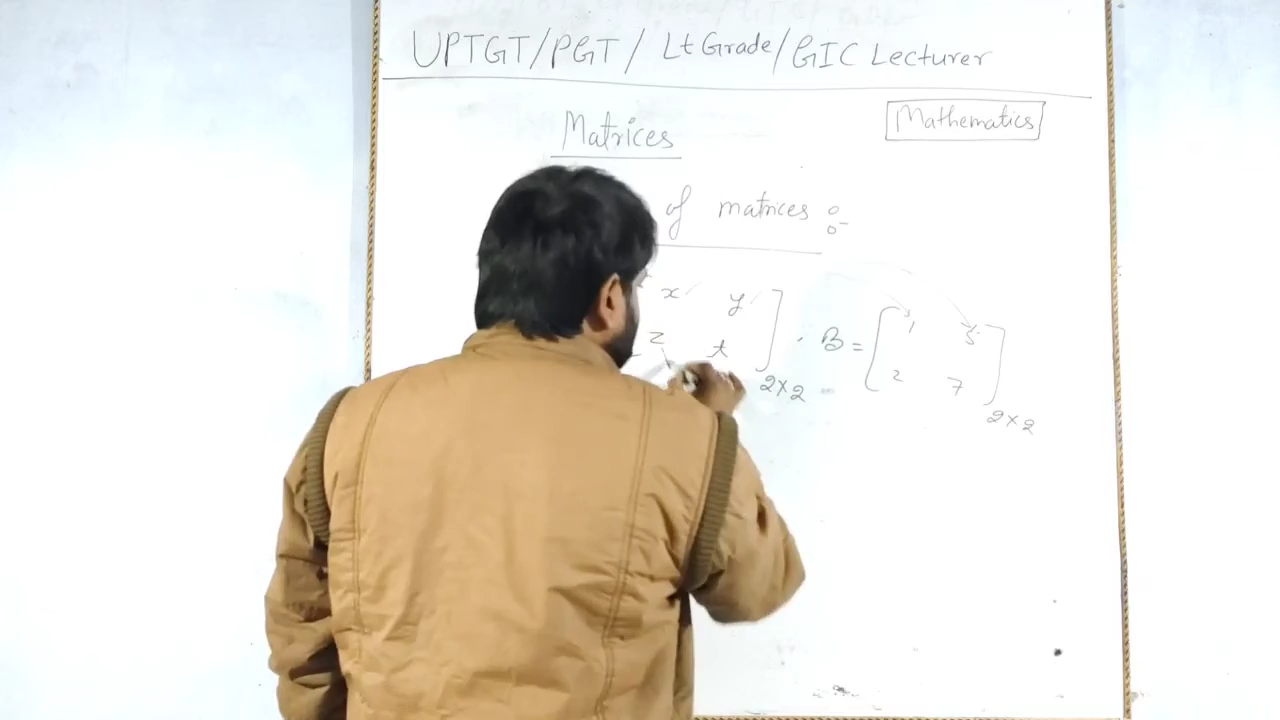 UPTGT/PGT/ Lt Grade/GIC Lecturer
Mathematics
Matrices
of matrices :-
x y
z t
2×2
B = [1 5
2 7]
2×2